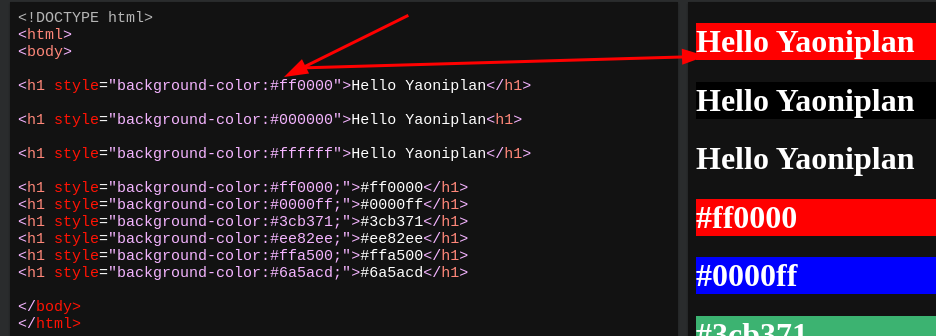 <!DOCTYPE html>
<html>
<body>
<h1 style="background-color:#ff0000">Hello Yaoniplan</h1>
<h1 style="background-color:#000000">Hello Yaoniplan<h1>
<h1 style="background-color:#ffffff">Hello Yaoniplan</h1>
<h1 style="background-color:#ff0000;">#ff0000</h1>
<h1 style="background-color:#0000ff;">#0000ff</h1>
<h1 style="background-color:#3cb371;">#3cb371</h1>
<h1 style="background-color:#ee82ee;">#ee82ee</h1>
<h1 style="background-color:#ffa500;">#ffa500</h1>
<h1 style="background-color:#6a5acd;">#6a5acd</h1>
</body>
</html>
Hello Yaoniplan
Hello Yaoniplan
Hello Yaoniplan
#ff0000
#0000ff
#3cb371